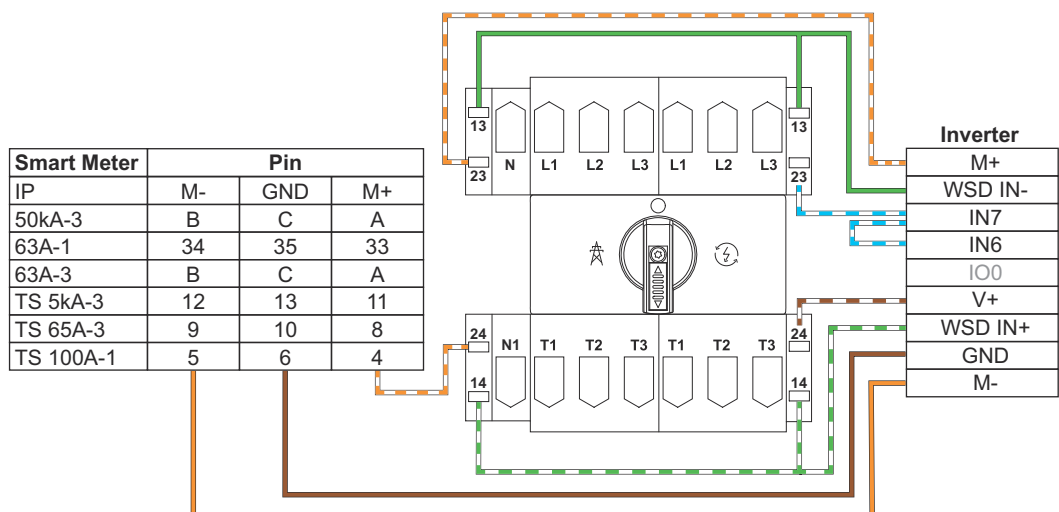 Smart Meter Pin
IP M- GND M+
50kA-3 B C A
63A-1 34 35 33
63A-3 B C A
TS 5kA-3 12 13 11
TS 65A-3 9 10 8
TS 100A-1 5 6 4
13 13
23 N L1 L2 L3 L1 L2 L3 23
24 N1 T1 T2 T3 T1 T2 T3 24
14 14
Inverter
M+
WSD IN-
IN7
IN6
IO0
V+
WSD IN+
GND
M-